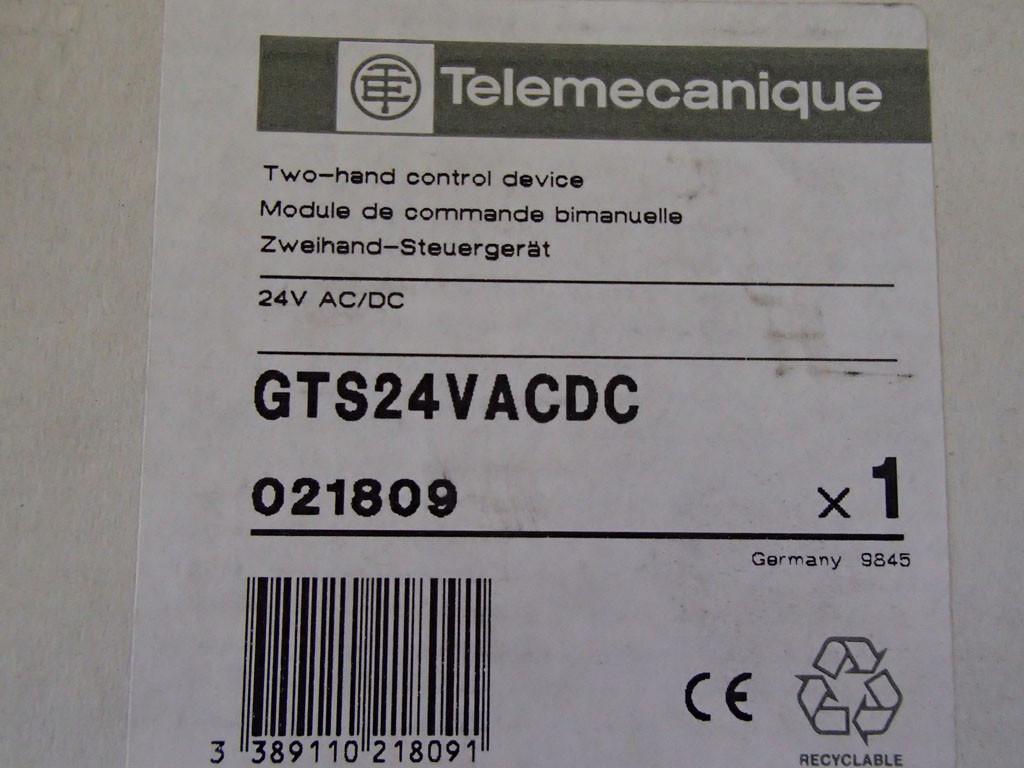 Telemecanique
Two-hand control device
Module de commande bimanuelle
Zweihand-Steuergerät
24V AC/DC
GTS24VACDC
021809 x 1
Germany 9845
CE
3 389110 218091
RECYCLABLE